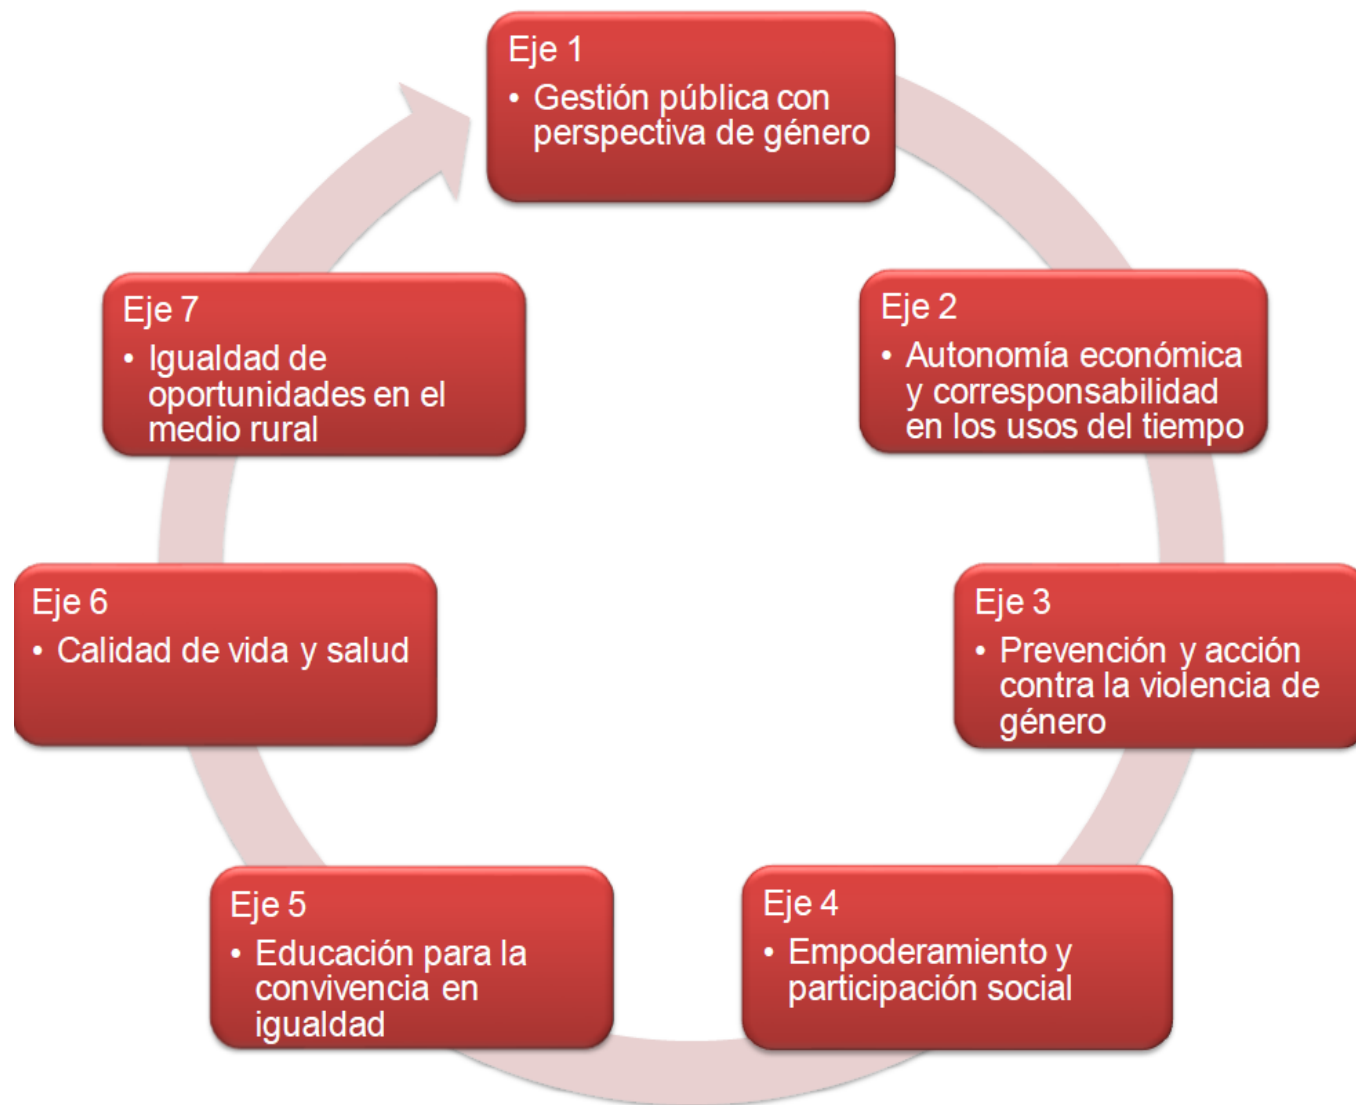 Eje 1
• Gestión pública con
perspectiva de género
Eje 2
• Autonomía económica
y corresponsabilidad
en los usos del tiempo
Eje 3
• Prevención y acción
contra la violencia de
género
Eje 4
• Empoderamiento y
participación social
Eje 5
• Educación para la
convivencia en
igualdad
Eje 6
• Calidad de vida y salud
Eje 7
• Igualdad de
oportunidades en el
medio rural